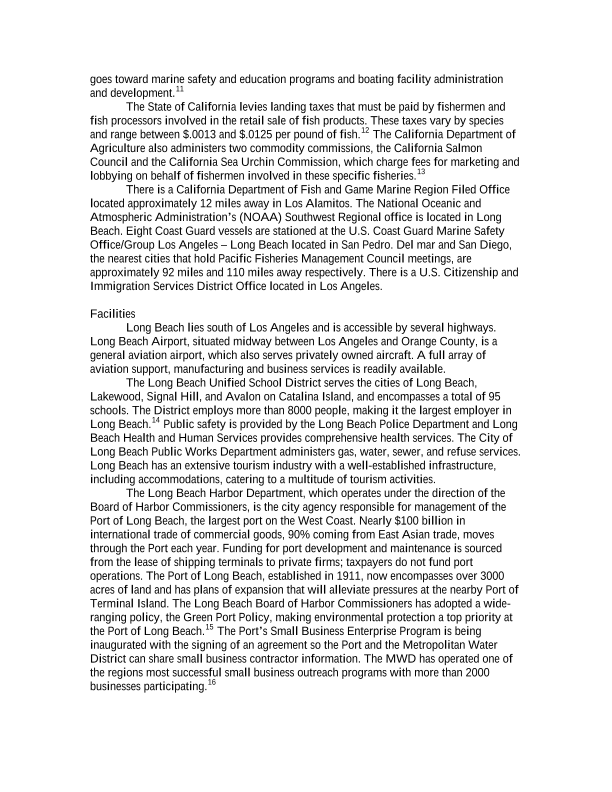 goes toward marine safety and education programs and boating facility administration
and development.11
The State of California levies landing taxes that must be paid by fishermen and
fish processors involved in the retail sale of fish products. These taxes vary by species
and range between $.0013 and $.0125 per pound of fish.12 The California Department of
Agriculture also administers two commodity commissions, the California Salmon
Council and the California Sea Urchin Commission, which charge fees for marketing and
lobbying on behalf of fishermen involved in these specific fisheries.13
There is a California Department of Fish and Game Marine Region Filed Office
located approximately 12 miles away in Los Alamitos. The National Oceanic and
Atmospheric Administration's (NOAA) Southwest Regional office is located in Long
Beach. Eight Coast Guard vessels are stationed at the U.S. Coast Guard Marine Safety
Office/Group Los Angeles – Long Beach located in San Pedro. Del mar and San Diego,
the nearest cities that hold Pacific Fisheries Management Council meetings, are
approximately 92 miles and 110 miles away respectively. There is a U.S. Citizenship and
Immigration Services District Office located in Los Angeles.
Facilities
Long Beach lies south of Los Angeles and is accessible by several highways.
Long Beach Airport, situated midway between Los Angeles and Orange County, is a
general aviation airport, which also serves privately owned aircraft. A full array of
aviation support, manufacturing and business services is readily available.
The Long Beach Unified School District serves the cities of Long Beach,
Lakewood, Signal Hill, and Avalon on Catalina Island, and encompasses a total of 95
schools. The District employs more than 8000 people, making it the largest employer in
Long Beach.14 Public safety is provided by the Long Beach Police Department and Long
Beach Health and Human Services provides comprehensive health services. The City of
Long Beach Public Works Department administers gas, water, sewer, and refuse services.
Long Beach has an extensive tourism industry with a well-established infrastructure,
including accommodations, catering to a multitude of tourism activities.
The Long Beach Harbor Department, which operates under the direction of the
Board of Harbor Commissioners, is the city agency responsible for management of the
Port of Long Beach, the largest port on the West Coast. Nearly $100 billion in
international trade of commercial goods, 90% coming from East Asian trade, moves
through the Port each year. Funding for port development and maintenance is sourced
from the lease of shipping terminals to private firms; taxpayers do not fund port
operations. The Port of Long Beach, established in 1911, now encompasses over 3000
acres of land and has plans of expansion that will alleviate pressures at the nearby Port of
Terminal Island. The Long Beach Board of Harbor Commissioners has adopted a wide-
ranging policy, the Green Port Policy, making environmental protection a top priority at
the Port of Long Beach.15 The Port's Small Business Enterprise Program is being
inaugurated with the signing of an agreement so the Port and the Metropolitan Water
District can share small business contractor information. The MWD has operated one of
the regions most successful small business outreach programs with more than 2000
businesses participating.16